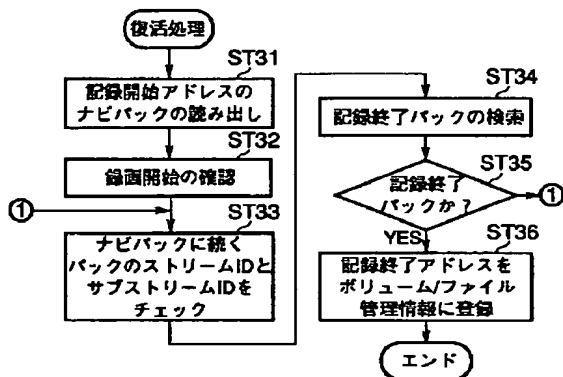 復活処理
ST31
記録開始アドレスの
ナビパックの読み出し
ST32
録画開始の確認
①
ST33
ナビパックに続く
パックのストリームIDと
サブストリームIDを
チェック
ST34
記録終了パックの検索
ST35
記録終了
パックか？
①
YES
ST36
記録終了アドレスを
ボリューム/ファイル
管理情報に登録
エンド